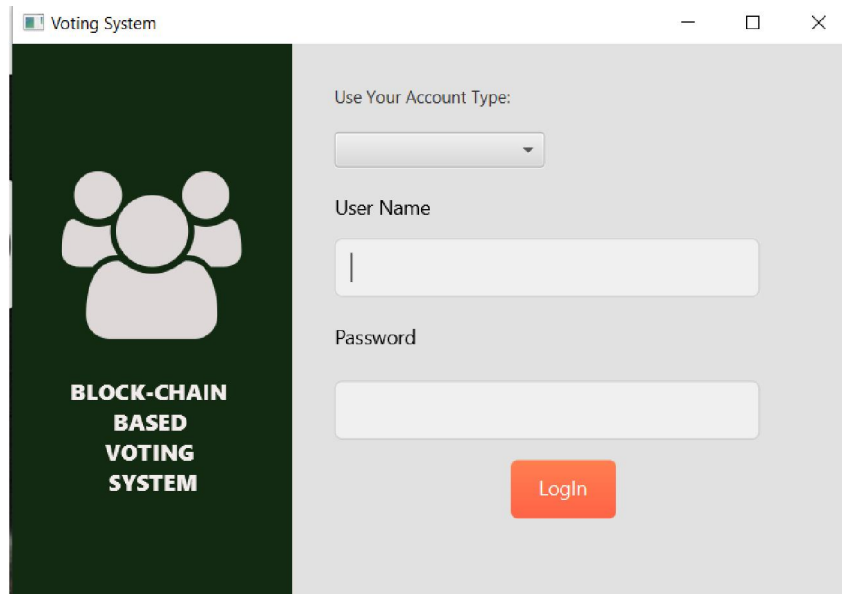 Voting System
Use Your Account Type:
User Name
Password
LogIn
BLOCK-CHAIN
BASED
VOTING
SYSTEM